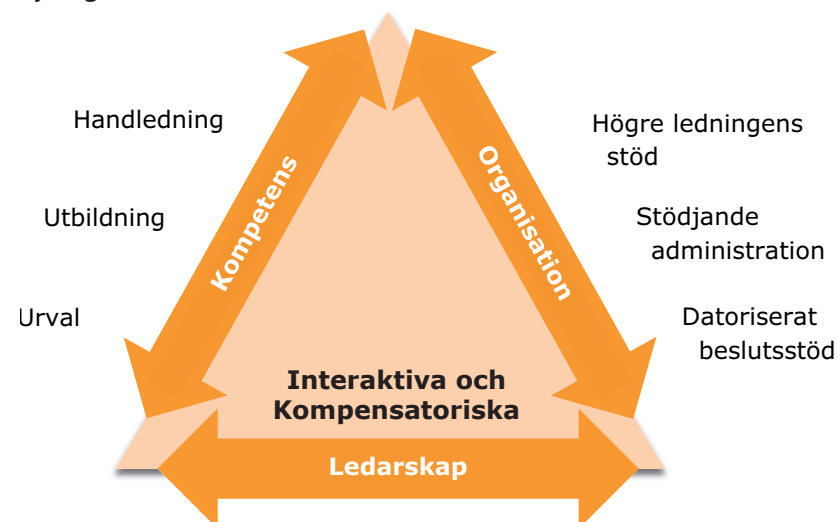 Handledning
Utbildning
Urval
Kompetens
Organisation
Högre ledningens
stöd
Stödjande
administration
Datoriserat
beslutsstöd
Interaktiva och
Kompensatoriska
Ledarskap